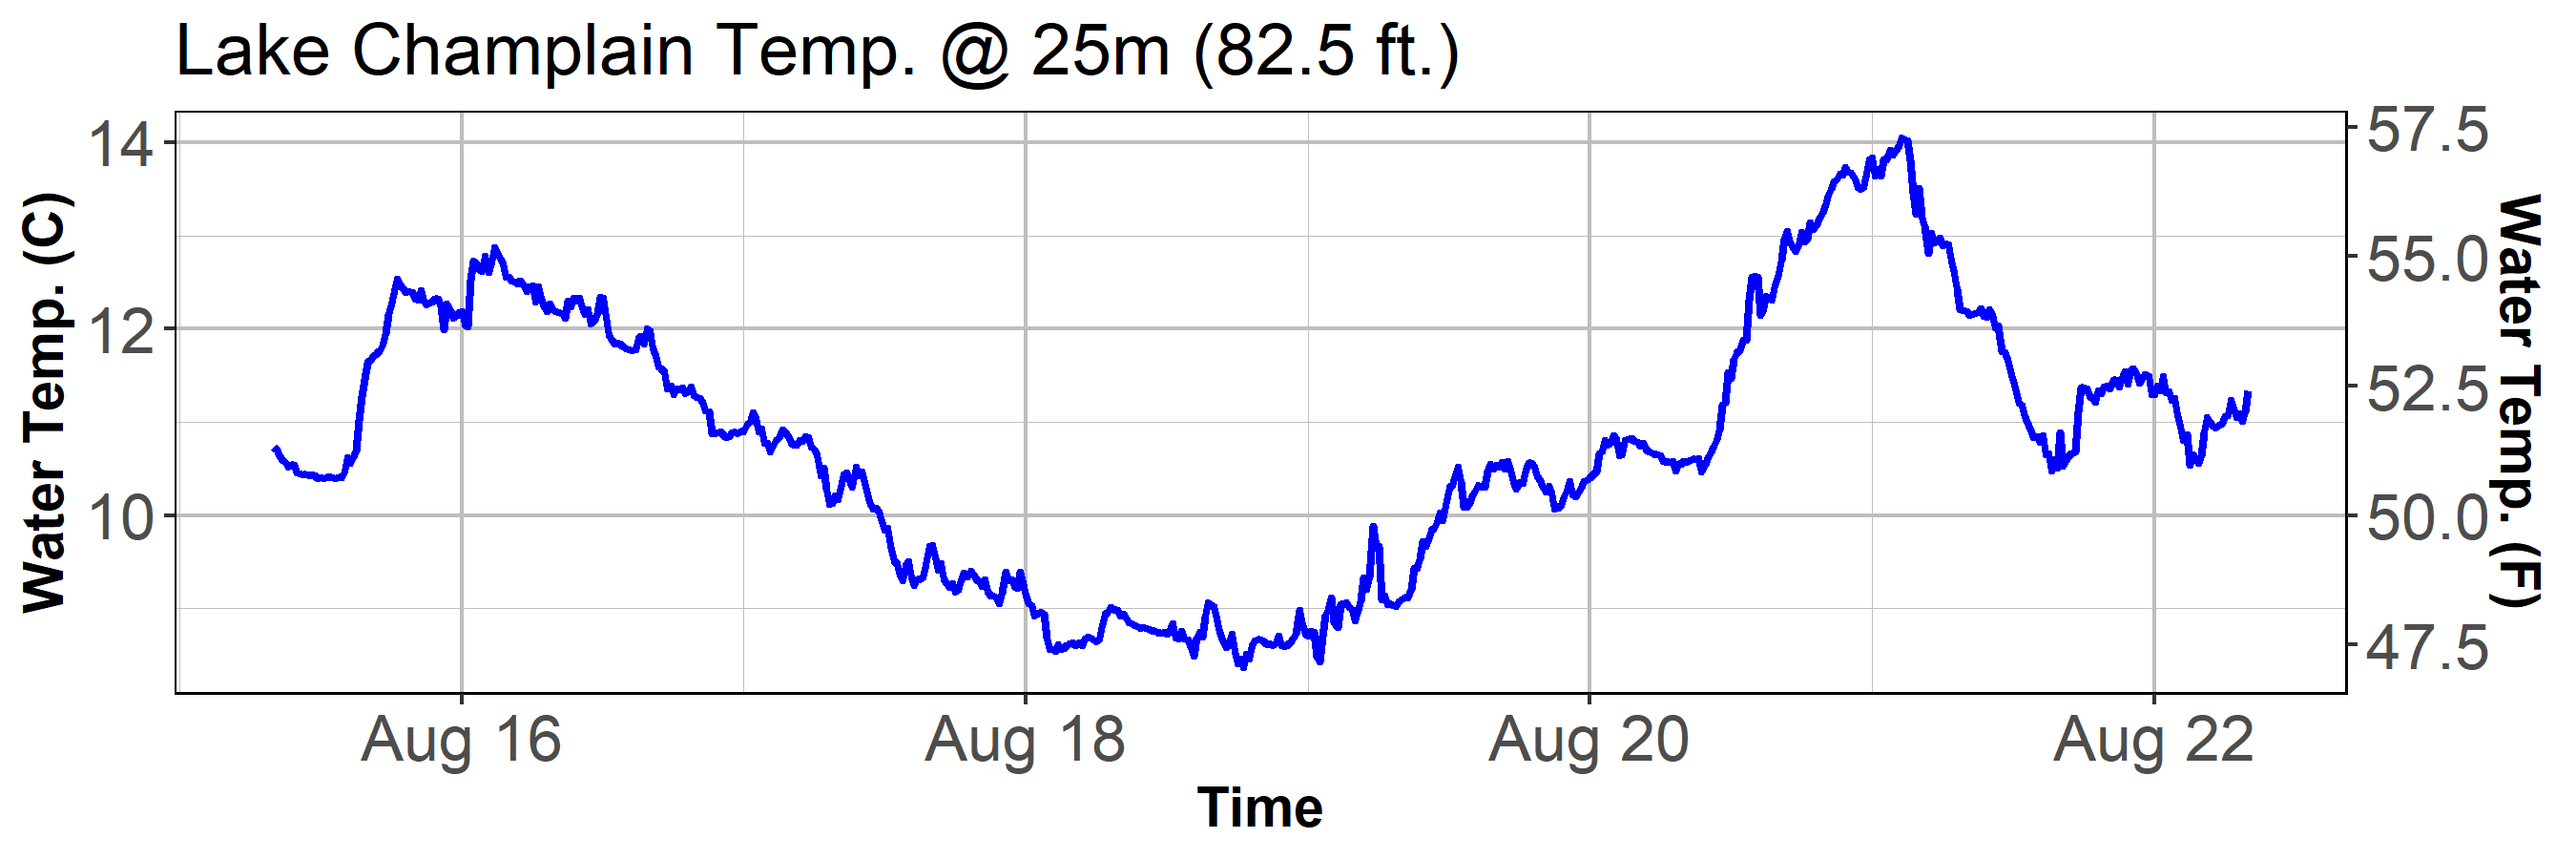 Lake Champlain Temp. @ 25m (82.5 ft.)
Water Temp. (C)
14
12
10
57.5
55.0
52.5
50.0
47.5
Water Temp. (F)
Aug 16 Aug 18 Aug 20 Aug 22
Time